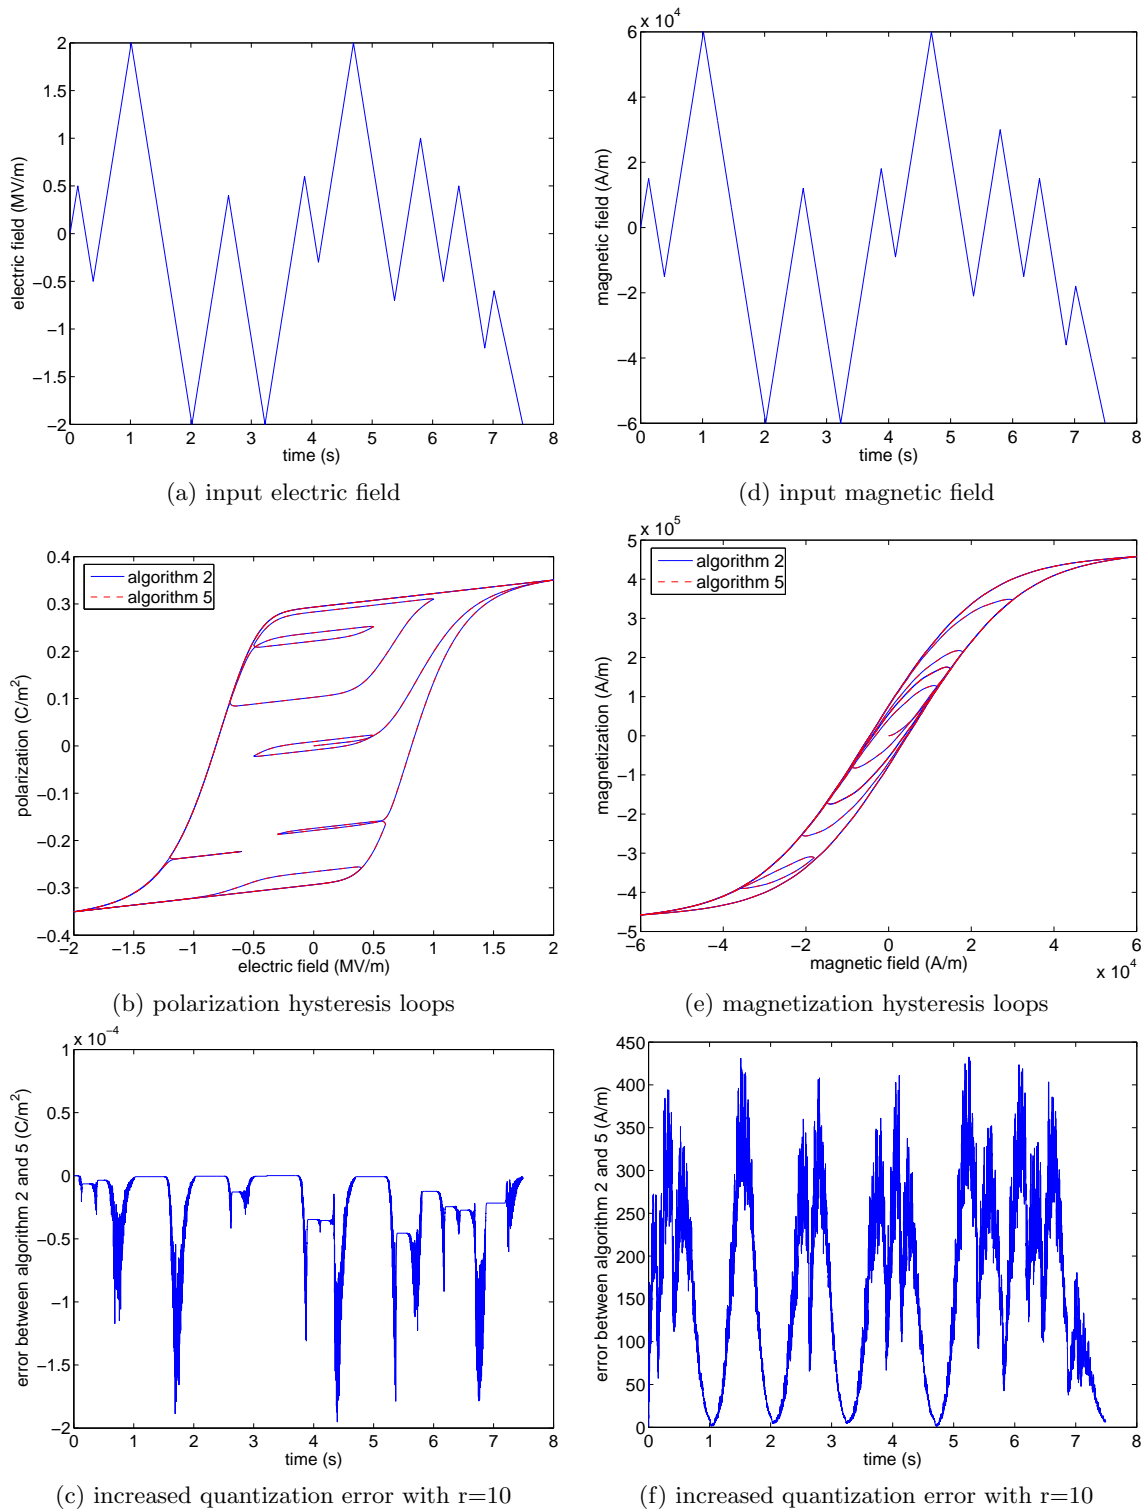 2
1.5
1
0.5
0
−0.5
−1
−1.5
−2
0 1 2 3 4 5 6 7 8
electric field (MV/m)
time (s)
(a) input electric field
x 10⁴
6
4
2
0
−2
−4
−6
0 1 2 3 4 5 6 7 8
magnetic field (A/m)
time (s)
(d) input magnetic field
0.4
0.3
0.2
0.1
0
−0.1
−0.2
−0.3
−0.4
−2 −1.5 −1 −0.5 0 0.5 1 1.5 2
polarization (C/m²)
electric field (MV/m)
algorithm 2
algorithm 5
(b) polarization hysteresis loops
x 10⁵
5
4
3
2
1
0
−1
−2
−3
−4
−5
−6 −4 −2 0 2 4 6
x 10⁴
magnetization (A/m)
magnetic field (A/m)
algorithm 2
algorithm 5
(e) magnetization hysteresis loops
x 10⁻⁴
1
0.5
0
−0.5
−1
−1.5
−2
0 1 2 3 4 5 6 7 8
error between algorithm 2 and 5 (C/m²)
time (s)
(c) increased quantization error with r=10
450
400
350
300
250
200
150
100
50
0
0 1 2 3 4 5 6 7 8
error between algorithm 2 and 5 (A/m)
time (s)
(f) increased quantization error with r=10